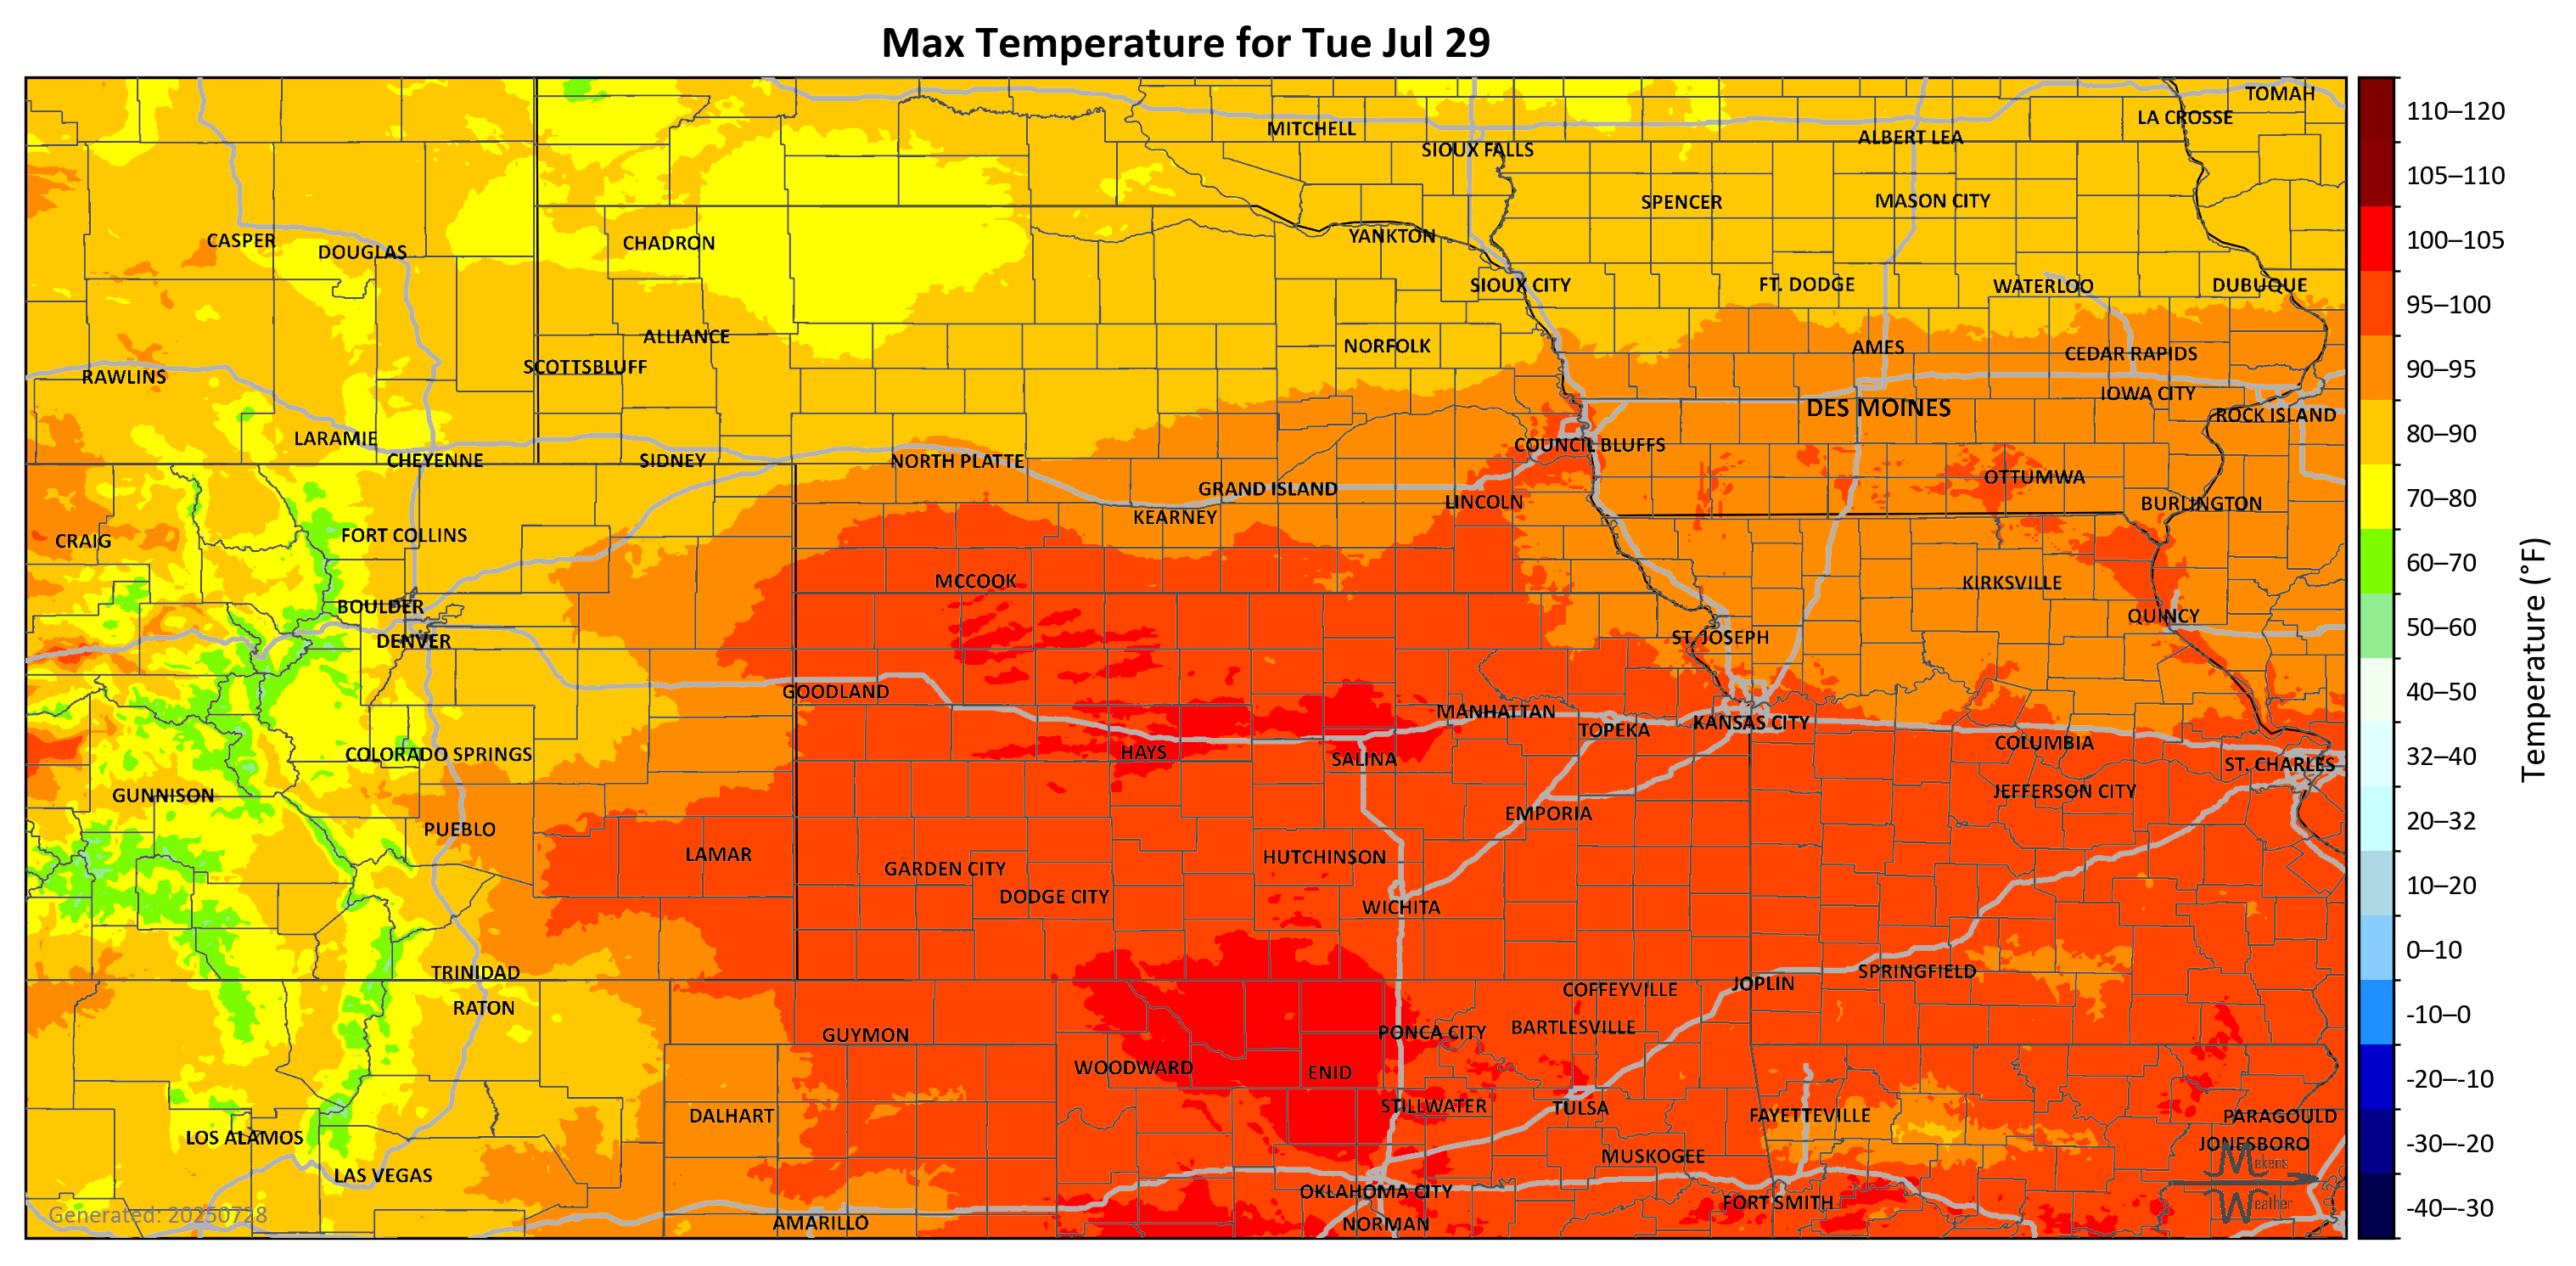 Max Temperature for Tue Jul 29
TOMAH
LA CROSSE
MITCHELL
ALBERT LEA
SIOUX FALLS
SPENCER
MASON CITY
YANKTON
CASPER
CHADRON
DOUGLAS
SIOUX CITY
FT. DODGE
WATERLOO
DUBUQUE
ALLIANCE
NORFOLK
AMES
CEDAR RAPIDS
SCOTTSBLUFF
RAWLINS
IOWA CITY
DES MOINES
ROCK ISLAND
LARAMIE
COUNCIL BLUFFS
CHEYENNE
SIDNEY
NORTH PLATTE
OTTUMWA
GRAND ISLAND
LINCOLN
BURLINGTON
KEARNEY
FORT COLLINS
CRAIG
MCCOOK
KIRKSVILLE
BOULDER
QUINCY
DENVER
ST. JOSEPH
GOODLAND
MANHATTAN
KANSAS CITY
TOPEKA
COLUMBIA
COLORADO SPRINGS
HAYS
SALINA
ST. CHARLES
GUNNISON
JEFFERSON CITY
EMPORIA
PUEBLO
LAMAR
HUTCHINSON
GARDEN CITY
DODGE CITY
WICHITA
TRINIDAD
SPRINGFIELD
JOPLIN
COFFEYVILLE
RATON
BARTLESVILLE
GUYMON
PONCA CITY
WOODWARD
ENID
STILLWATER
TULSA
DALHART
FAYETTEVILLE
PARAGOULD
LOS ALAMOS
JONESBORO
MUSKOGEE
LAS VEGAS
OKLAHOMA CITY
FORT SMITH
AMARILLO
NORMAN
Generated: 20250728
Makens
Weather
110–120
105–110
100–105
95–100
90–95
80–90
70–80
60–70
50–60
40–50
32–40
20–32
10–20
0–10
-10–0
-20–-10
-30–-20
-40–-30
Temperature (°F)